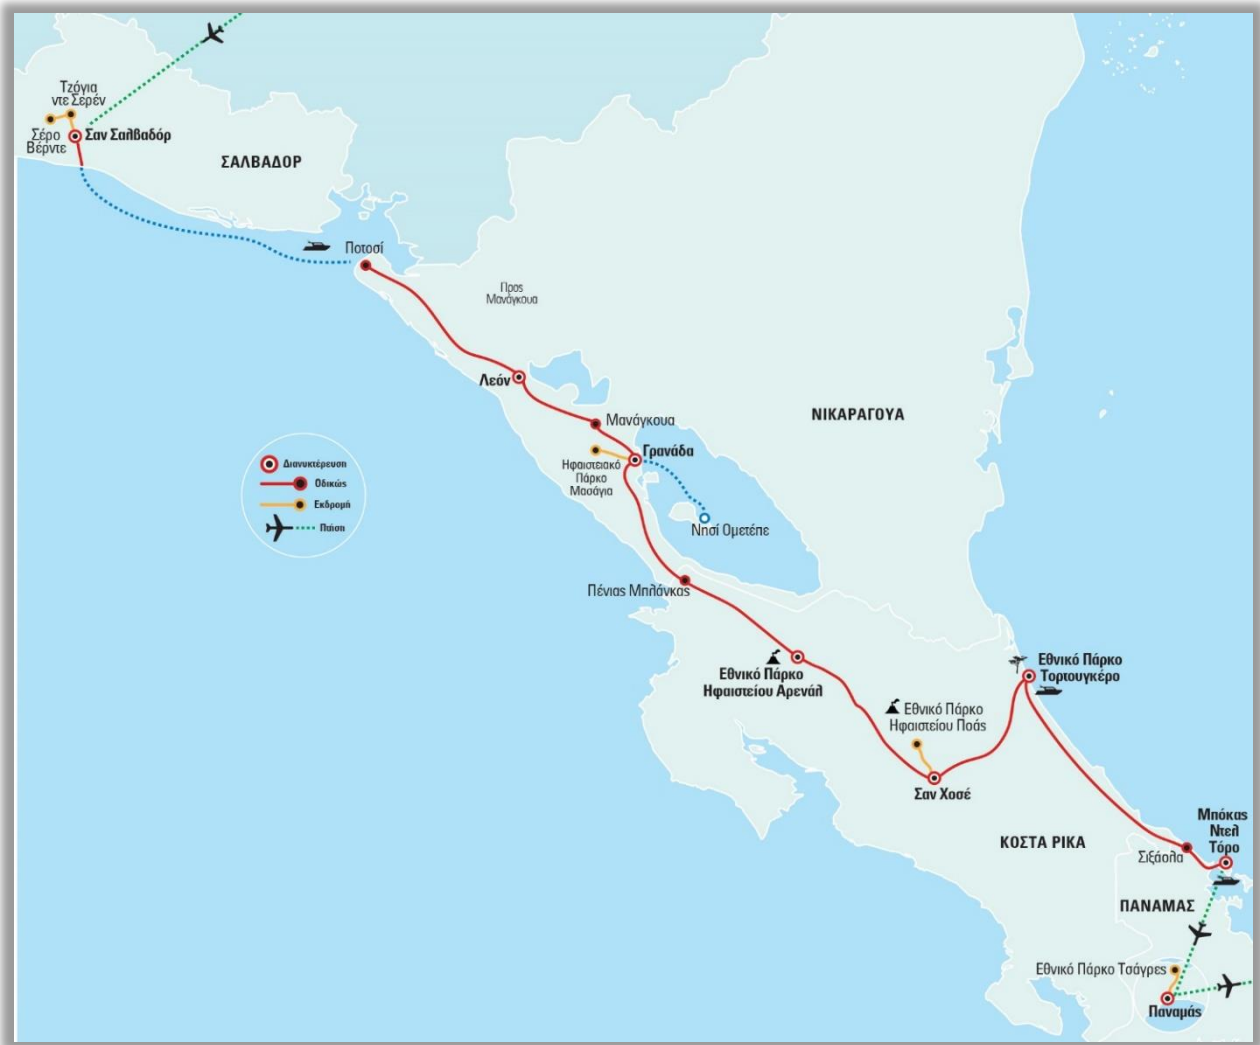 Τζόγια
ντε Σερέν
Σέρο
Βέρντε
Σαν Σαλβαδόρ
ΣΑΛΒΑΔΟΡ
Ποτοσί
Προς
Μανάγκουα
Λεόν
Μανάγκουα
ΝΙΚΑΡΑΓΟΥΑ
Γρανάδα
Ηφαιστειακό
Πάρκο
Μασάγια
Διανυκτέρευση
Οδικώς
Εκδρομή
Πτήση
Νησί Ομετέπε
Πένιας Μπλάνκας
Εθνικό Πάρκο
Ηφαιστείου Αρενάλ
Εθνικό Πάρκο
Τορτουγκέρο
Εθνικό Πάρκο
Ηφαιστείου Ποάς
Σαν Χοσέ
ΚΟΣΤΑ ΡΙΚΑ
Μπόκας
Ντελ
Τόρο
Σιξάολα
ΠΑΝΑΜΑΣ
Εθνικό Πάρκο Τσάγρες
Παναμάς